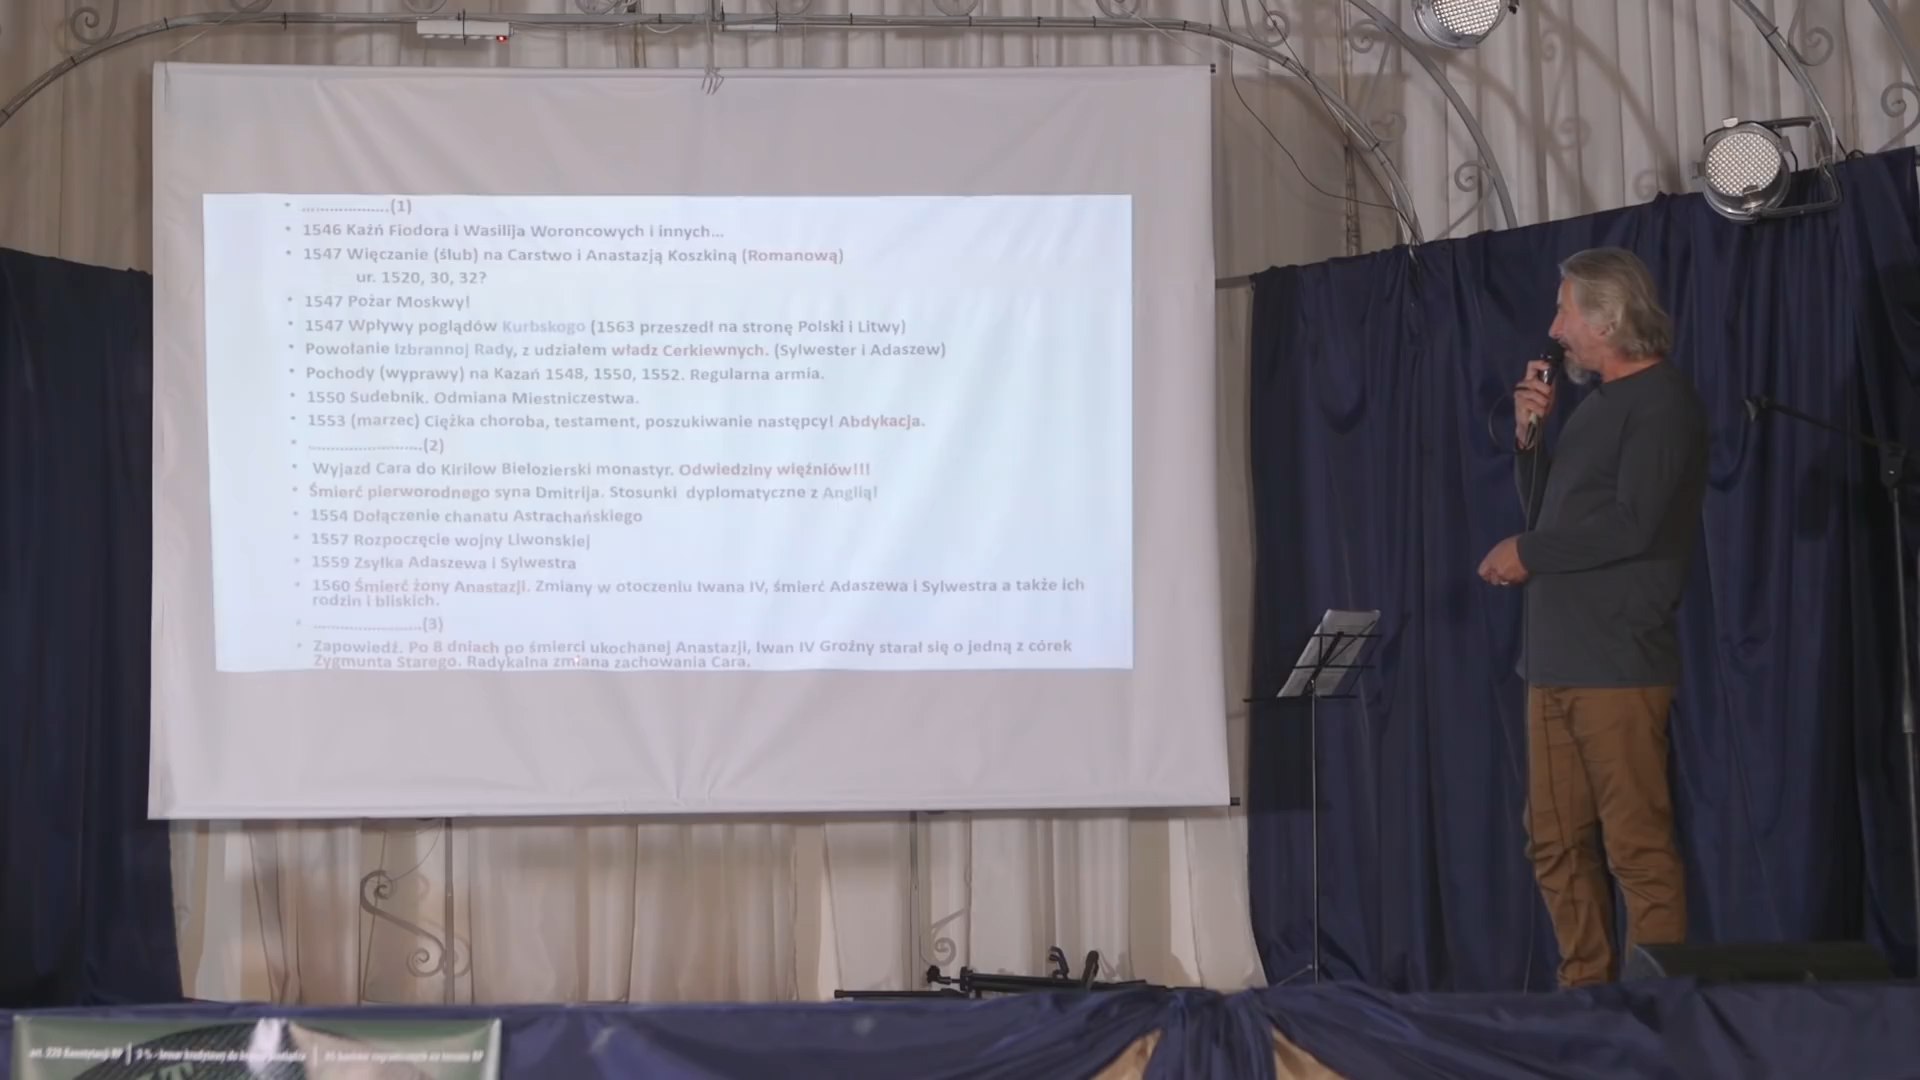 • ....................(1)
• 1546 Kaźń Fiodora i Wasilija Woroncowych i innych...
• 1547 Więczanie (ślub) na Carstwo i Anastazją Koszkiną (Romanową)
ur. 1520, 30, 32?
• 1547 Pożar Moskwy!
• 1547 Wpływy poglądów Kurbskogo (1563 przeszedł na stronę Polski i Litwy)
• Powołanie Izbrannoj Rady, z udziałem władz Cerkiewnych. (Sylwester i Adaszew)
• Pochody (wyprawy) na Kazań 1548, 1550, 1552. Regularna armia.
• 1550 Sudebnik. Odmiana Miestniczestwa.
• 1553 (marzec) Ciężka choroba, testament, poszukiwanie następcy! Abdykacja.
• ..........................(2)
• Wyjazd Cara do Kirilow Bielozierski monastyr. Odwiedziny więźniów!!!
• Śmierć pierworodnego syna Dmitrija. Stosunki dyplomatyczne z Anglią!
• 1554 Dołączenie chanatu Astrachańskiego
• 1557 Rozpoczęcie wojny Liwonskiej
• 1559 Zsyłka Adaszewa i Sylwestra
• 1560 Śmierć żony Anastazji. Zmiany w otoczeniu Iwana IV, śmierć Adaszewa i Sylwestra a także ich
rodzin i bliskich.
• .........................(3)
• Zapowiedź. Po 8 dniach po śmierci ukochanej Anastazji, Iwan IV Groźny starał się o jedną z córek
Zygmunta Starego. Radykalna zmiana zachowania Cara.
art. 220 Konstytucji RP